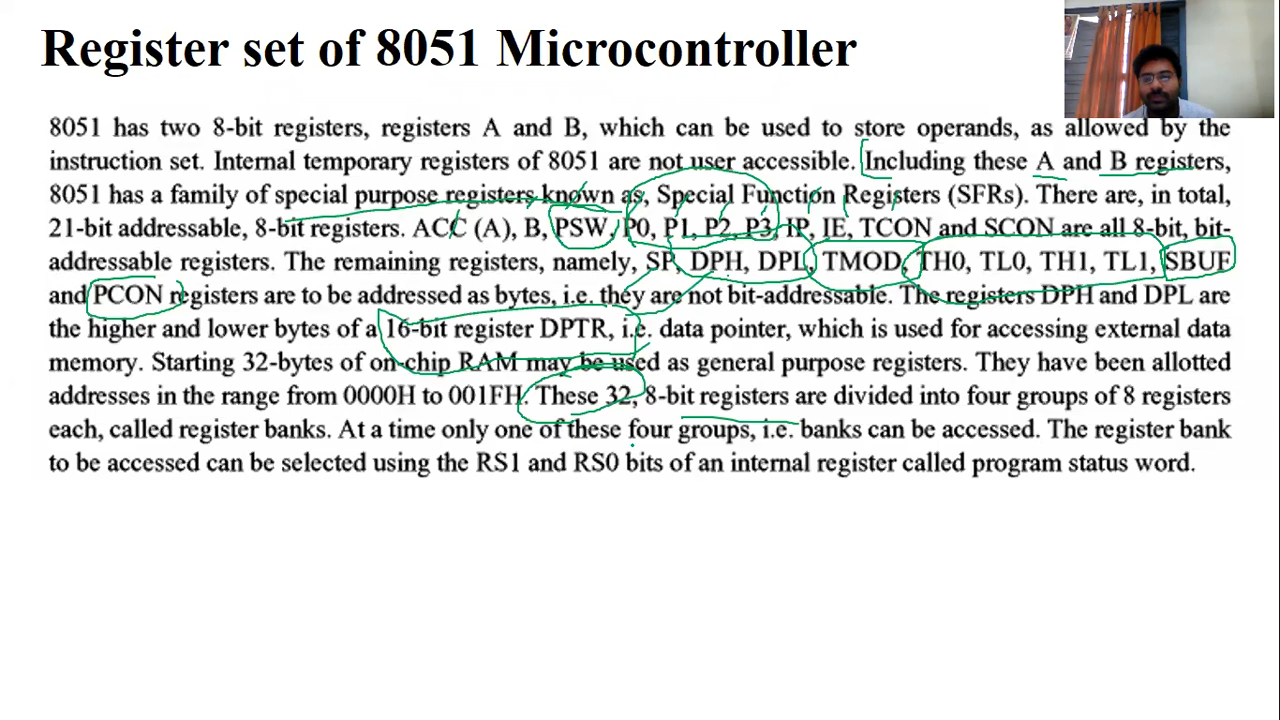 Register set of 8051 Microcontroller
8051 has two 8-bit registers, registers A and B, which can be used to store operands, as allowed by the
instruction set. Internal temporary registers of 8051 are not user accessible. Including these A and B registers,
8051 has a family of special purpose registers known as, Special Function Registers (SFRs). There are, in total,
21-bit addressable, 8-bit registers. ACC (A), B, PSW, P0, P1, P2, P3, IP, IE, TCON and SCON are all 8-bit, bit-
addressable registers. The remaining registers, namely, SP, DPH, DPL, TMOD, TH0, TL0, TH1, TL1, SBUF
and PCON registers are to be addressed as bytes, i.e. they are not bit-addressable. The registers DPH and DPL are
the higher and lower bytes of a 16-bit register DPTR, i.e. data pointer, which is used for accessing external data
memory. Starting 32-bytes of on-chip RAM may be used as general purpose registers. They have been allotted
addresses in the range from 0000H to 001FH. These 32, 8-bit registers are divided into four groups of 8 registers
each, called register banks. At a time only one of these four groups, i.e. banks can be accessed. The register bank
to be accessed can be selected using the RS1 and RS0 bits of an internal register called program status word.